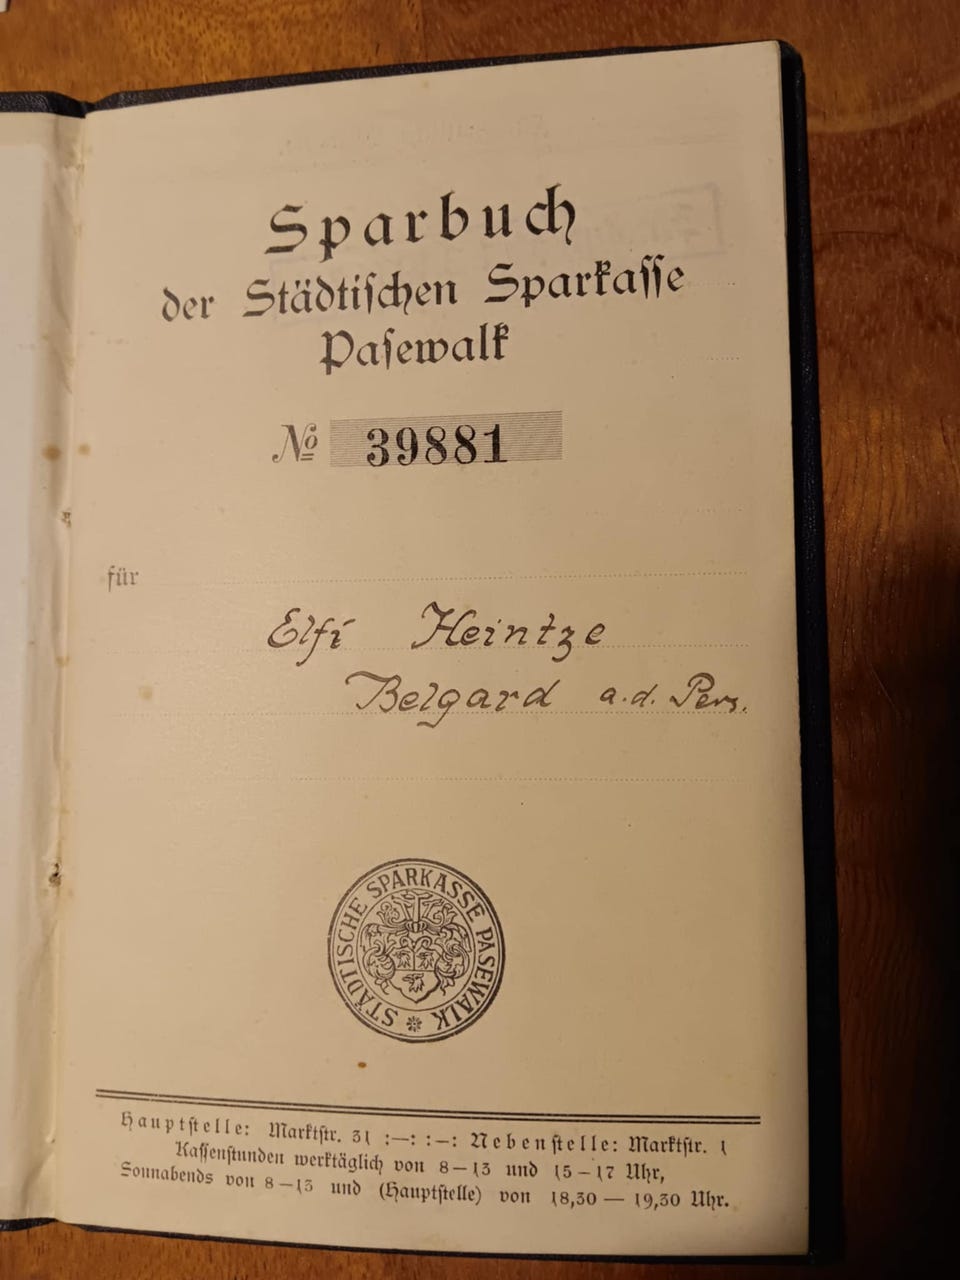 Sparbuch
der Städtischen Sparkasse
Pasewalk
№ 39881
für
Elfi Heintze
Belgard a.d. Pers.
STÄDTISCHE SPARKASSE PASEWALK
Hauptstelle: Marktstr. 31 :—: :—: Nebenstelle: Marktstr. 1
Kassenstunden werktäglich von 8—13 und 15—17 Uhr,
Sonnabends von 8—13 und (Hauptstelle) von 18,30 — 19,30 Uhr.